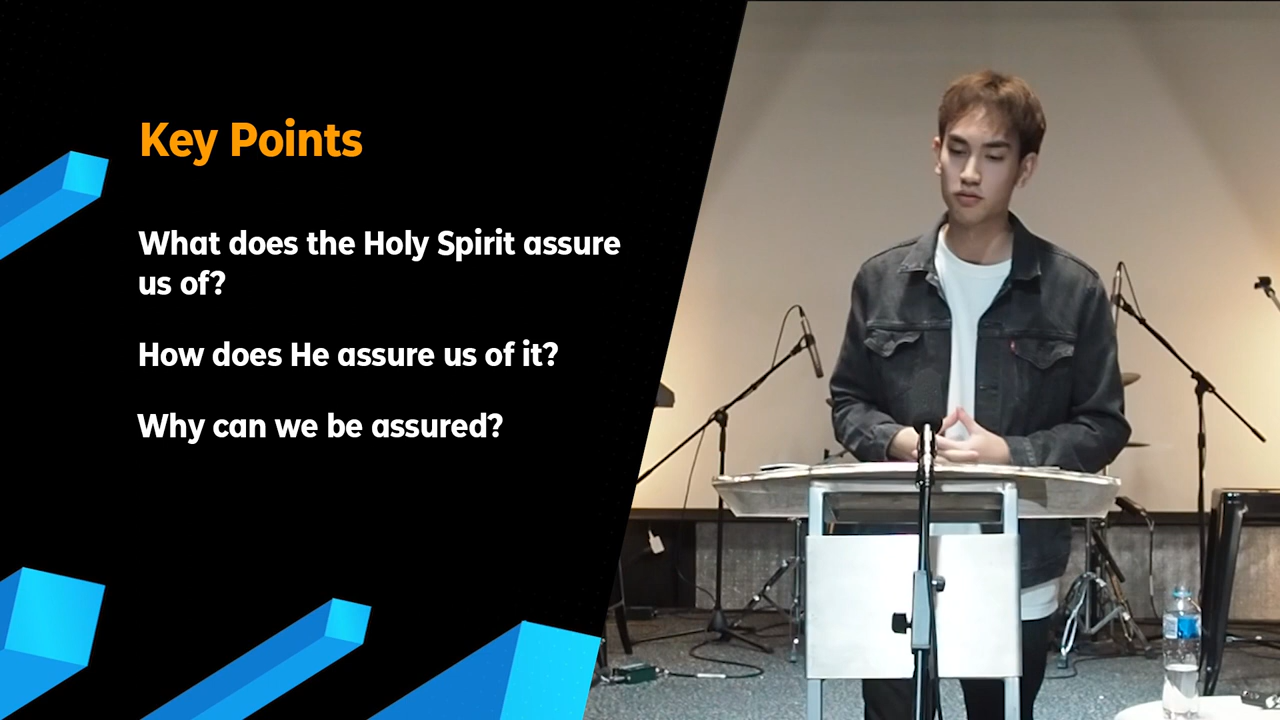 Key Points
What does the Holy Spirit assure
us of?
How does He assure us of it?
Why can we be assured?